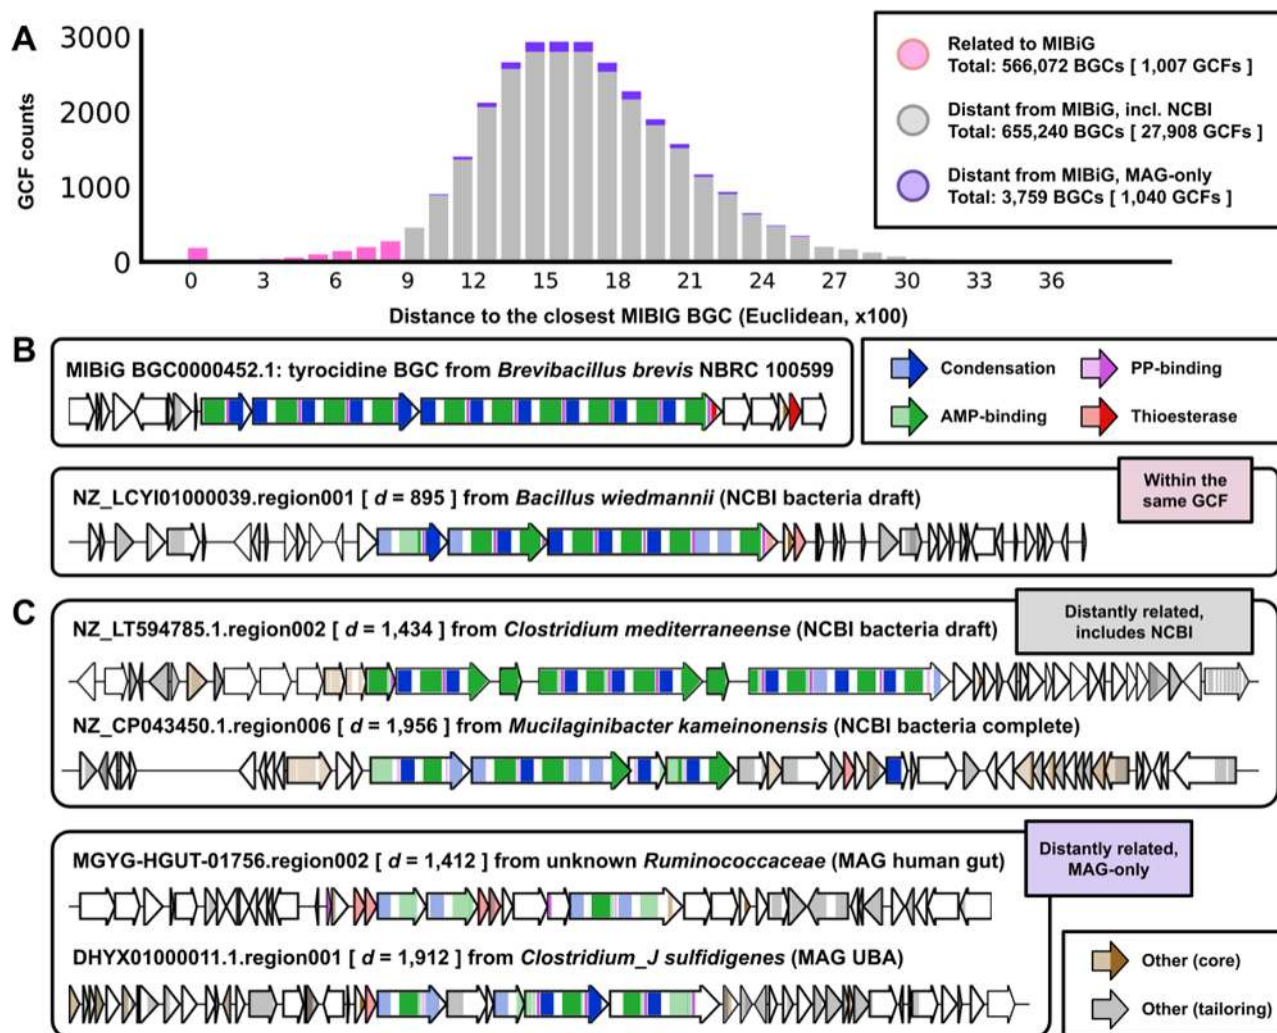 A
3000
2000
1000
0
GCF counts
0 3 6 9 12 15 18 21 24 27 30 33 36
Distance to the closest MIBIG BGC (Euclidean, x100)
Related to MIBiG
Total: 566,072 BGCs [ 1,007 GCFs ]
Distant from MIBiG, incl. NCBI
Total: 655,240 BGCs [ 27,908 GCFs ]
Distant from MIBiG, MAG-only
Total: 3,759 BGCs [ 1,040 GCFs ]
B
MIBiG BGC0000452.1: tyrocidine BGC from Brevibacillus brevis NBRC 100599
Condensation
PP-binding
AMP-binding
Thioesterase
Within the
same GCF
NZ_LCYI01000039.region001 [ d = 895 ] from Bacillus wiedmannii (NCBI bacteria draft)
C
Distantly related,
includes NCBI
NZ_LT594785.1.region002 [ d = 1,434 ] from Clostridium mediterraneense (NCBI bacteria draft)
NZ_CP043450.1.region006 [ d = 1,956 ] from Mucilaginibacter kameinonensis (NCBI bacteria complete)
Distantly related,
MAG-only
MGYG-HGUT-01756.region002 [ d = 1,412 ] from unknown Ruminococcaceae (MAG human gut)
DHYX01000011.1.region001 [ d = 1,912 ] from Clostridium_J sulfidigenes (MAG UBA)
Other (core)
Other (tailoring)